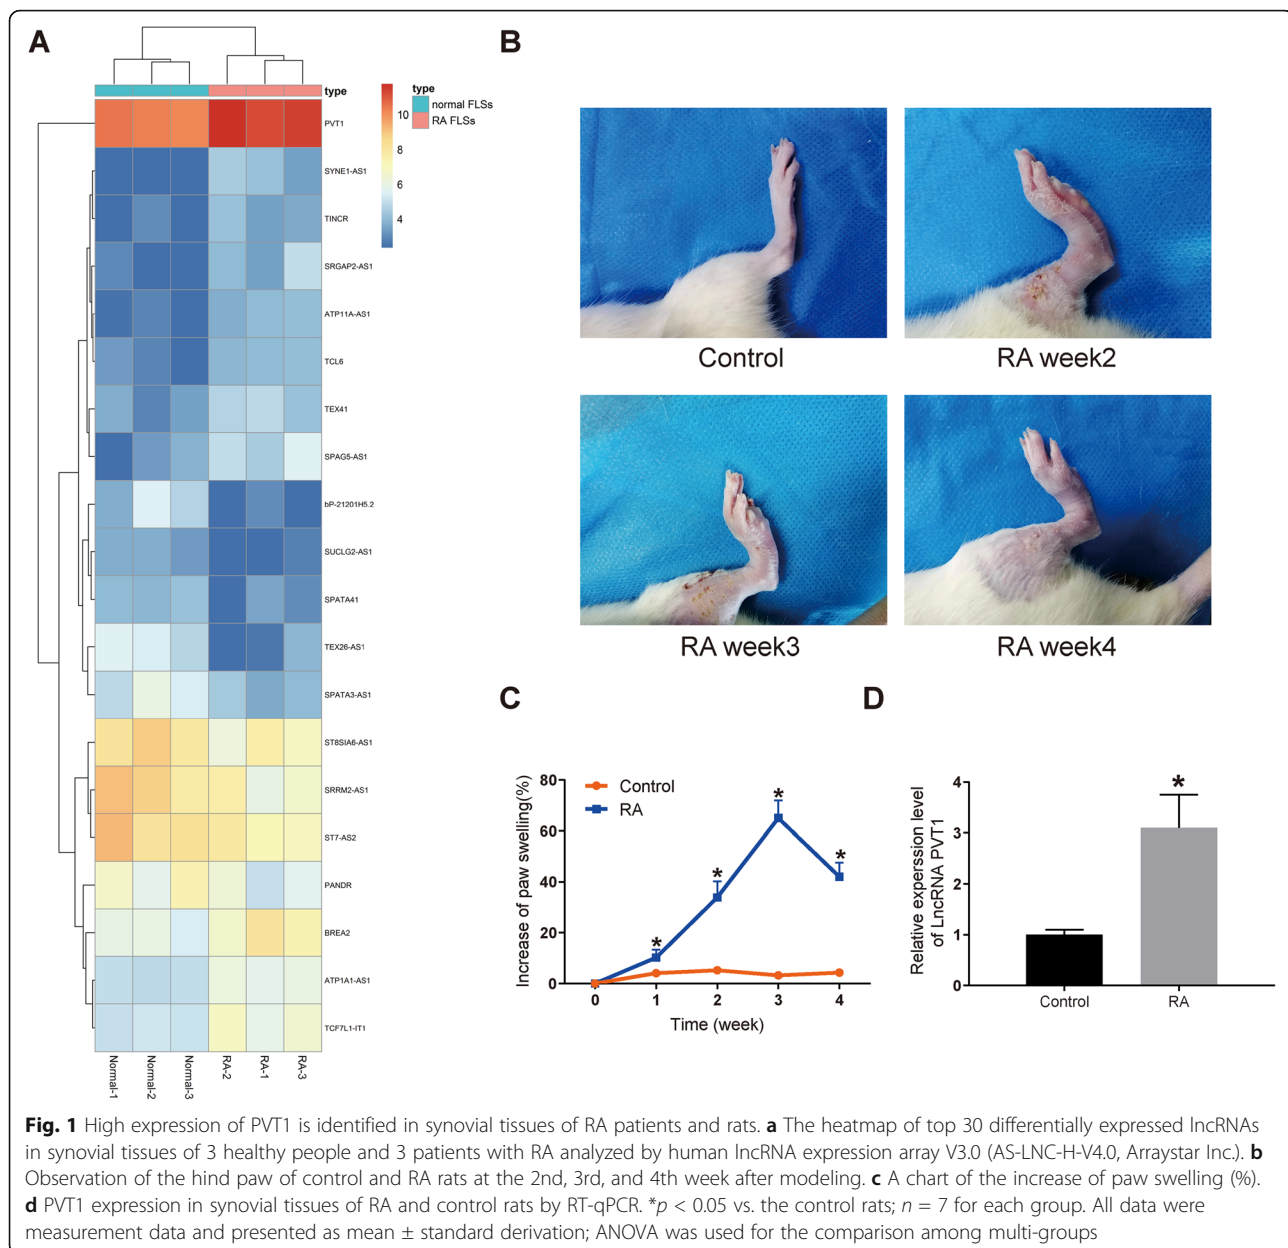 A
type
10
8
6
4
type
normal FLSs
RA FLSs
PVT1
SYNE1-AS1
TINCR
SRGAP2-AS1
ATP11A-AS1
TCL6
TEX41
SPAG5-AS1
bP-21201H5.2
SUCLG2-AS1
SPATA41
TEX26-AS1
SPATA3-AS1
ST8SIA6-AS1
SRRM2-AS1
ST7-AS2
PANDR
BREA2
ATP1A1-AS1
TCF7L1-IT1
Normal-1
Normal-2
Normal-3
RA-2
RA-1
RA-3
B
Control
RA week2
RA week3
RA week4
C
Increase of paw swelling(%)
80
60
40
20
0
Control
RA
*
*
*
*
0
1
2
3
4
Time (week)
D
Relative experssion level
of LncRNA PVT1
4
3
2
1
0
*
Control
RA
Fig. 1 High expression of PVT1 is identified in synovial tissues of RA patients and rats. a The heatmap of top 30 differentially expressed lncRNAs
in synovial tissues of 3 healthy people and 3 patients with RA analyzed by human lncRNA expression array V3.0 (AS-LNC-H-V4.0, Arraystar Inc.). b
Observation of the hind paw of control and RA rats at the 2nd, 3rd, and 4th week after modeling. c A chart of the increase of paw swelling (%).
d PVT1 expression in synovial tissues of RA and control rats by RT-qPCR. *p < 0.05 vs. the control rats; n = 7 for each group. All data were
measurement data and presented as mean ± standard derivation; ANOVA was used for the comparison among multi-groups